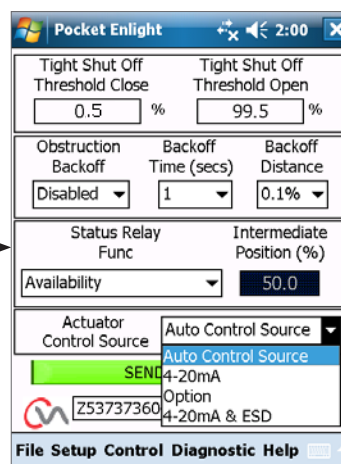 Pocket Enlight 2:00
Tight Shut Off Tight Shut Off
Threshold Close Threshold Open
0.5 % 99.5 %
Obstruction Backoff Backoff
Backoff Time (secs) Distance
Disabled 1 0.1%
Status Relay Intermediate
Func Position (%)
Availability 50.0
Actuator
Control Source
Auto Control Source
Auto Control Source
4-20mA
Option
4-20mA & ESD
SEND
Z53737360
File Setup Control Diagnostic Help